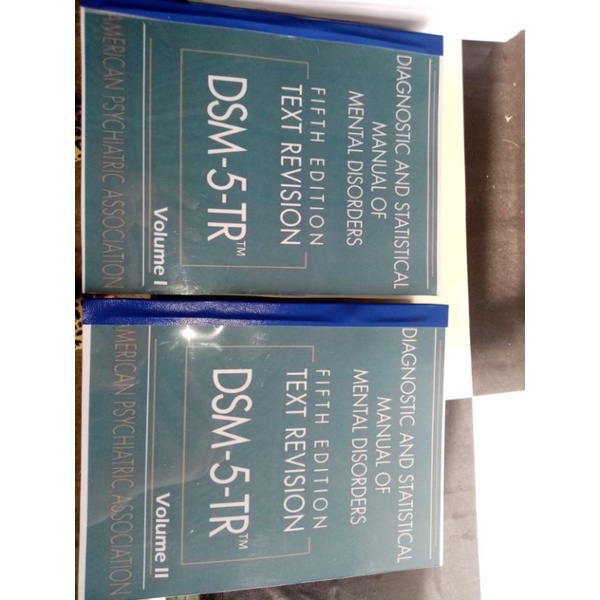 DIAGNOSTIC AND STATISTICAL
MANUAL OF
MENTAL DISORDERS
FIFTH EDITION
TEXT REVISION
DSM-5-TR™
Volume I
AMERICAN PSYCHIATRIC ASSOCIATION
DIAGNOSTIC AND STATISTICAL
MANUAL OF
MENTAL DISORDERS
FIFTH EDITION
TEXT REVISION
DSM-5-TR™
Volume II
AMERICAN PSYCHIATRIC ASSOCIATION